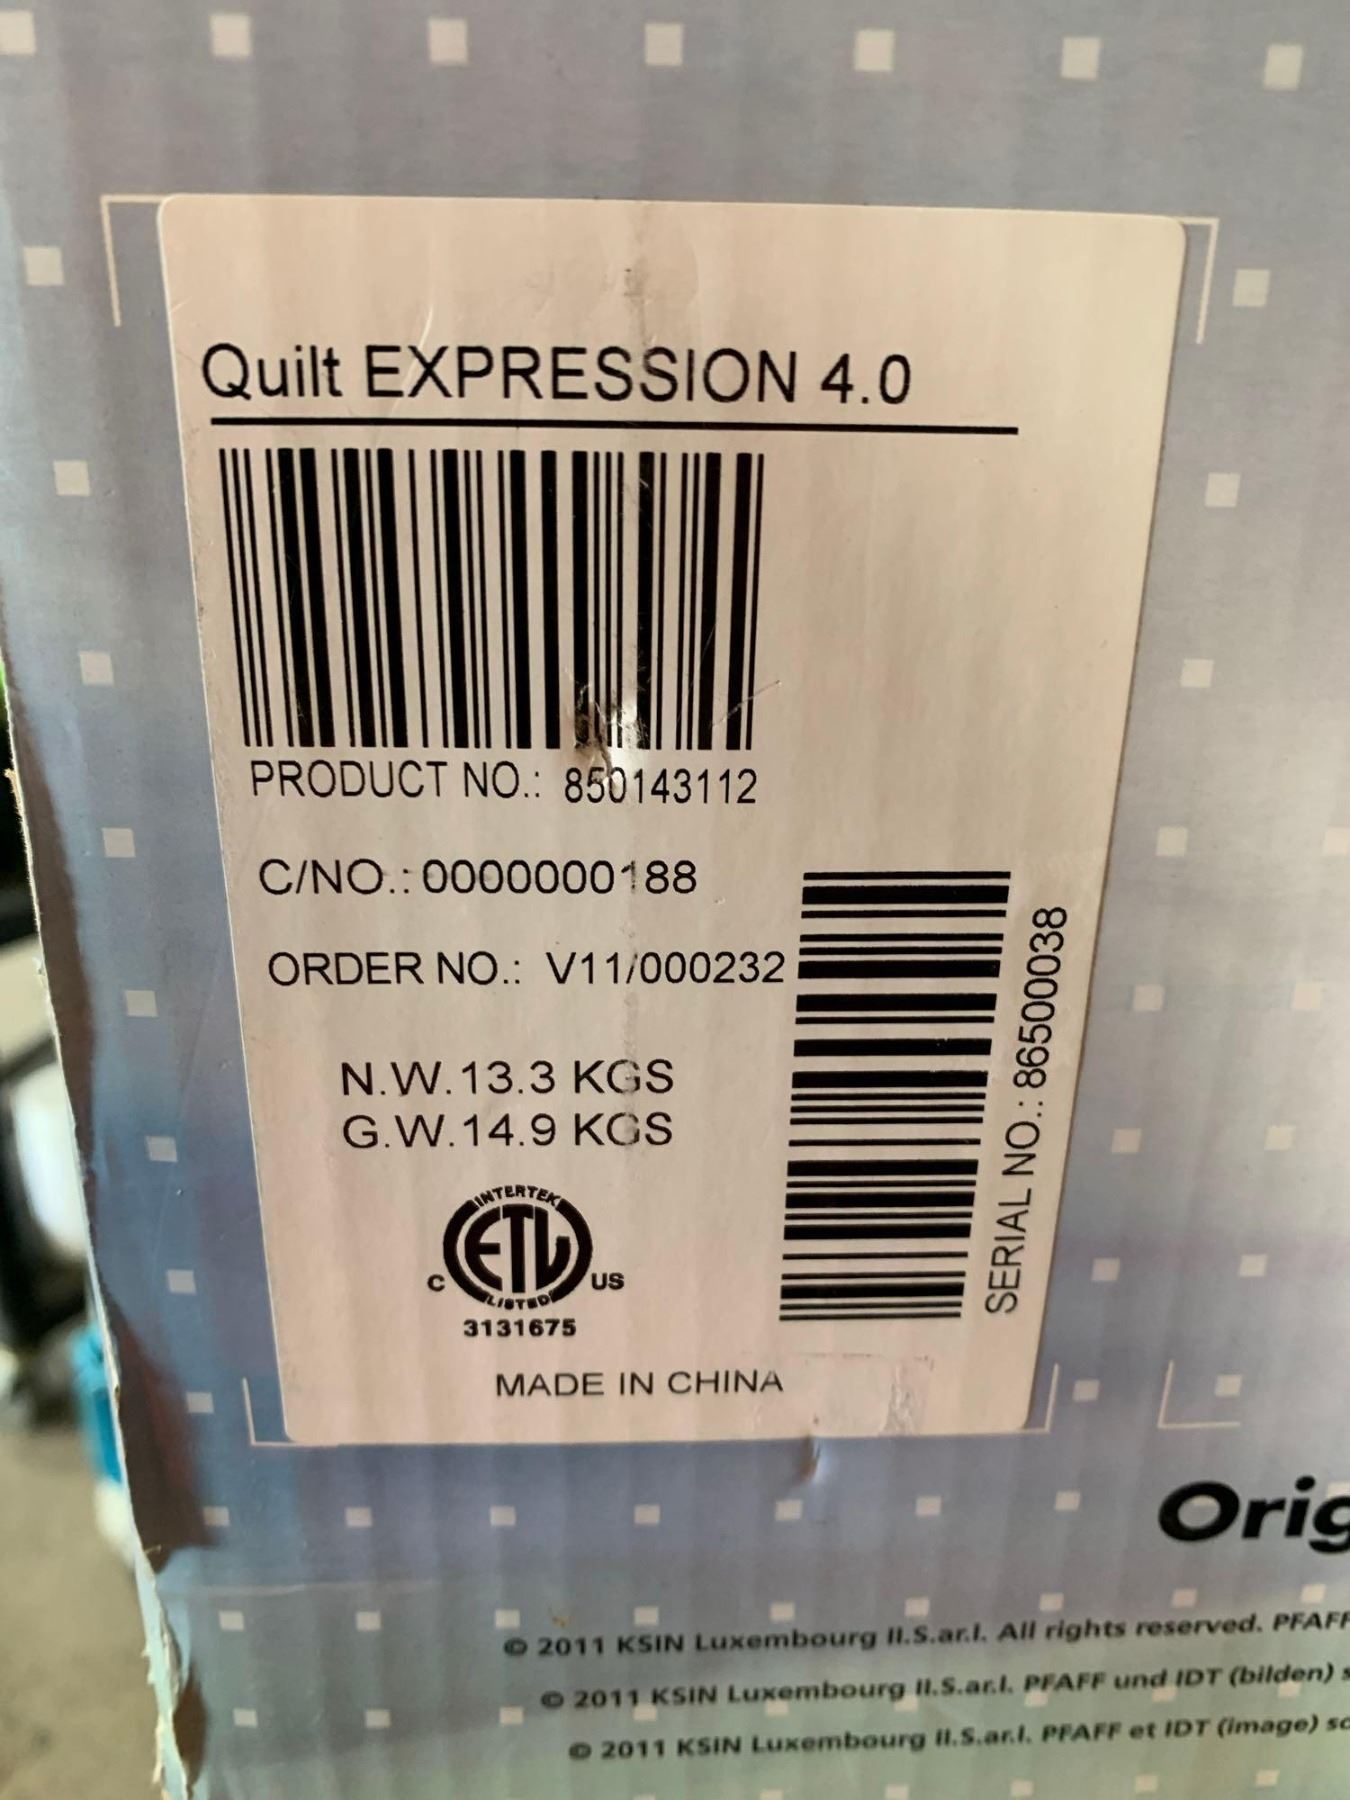 Quilt EXPRESSION 4.0
PRODUCT NO.: 850143112
C/NO.: 0000000188
ORDER NO.: V11/000232
SERIAL NO.: 86500038
N.W.13.3 KGS
G.W.14.9 KGS
INTERTEK
ETL
C US
LISTED
3131675
MADE IN CHINA
Orig
© 2011 KSIN Luxembourg II.S.ar.l. All rights reserved. PFAFF
© 2011 KSIN Luxembourg II.S.ar.l. PFAFF und IDT (bilden) s
© 2011 KSIN Luxembourg II.S.ar.l. PFAFF et IDT (image) so